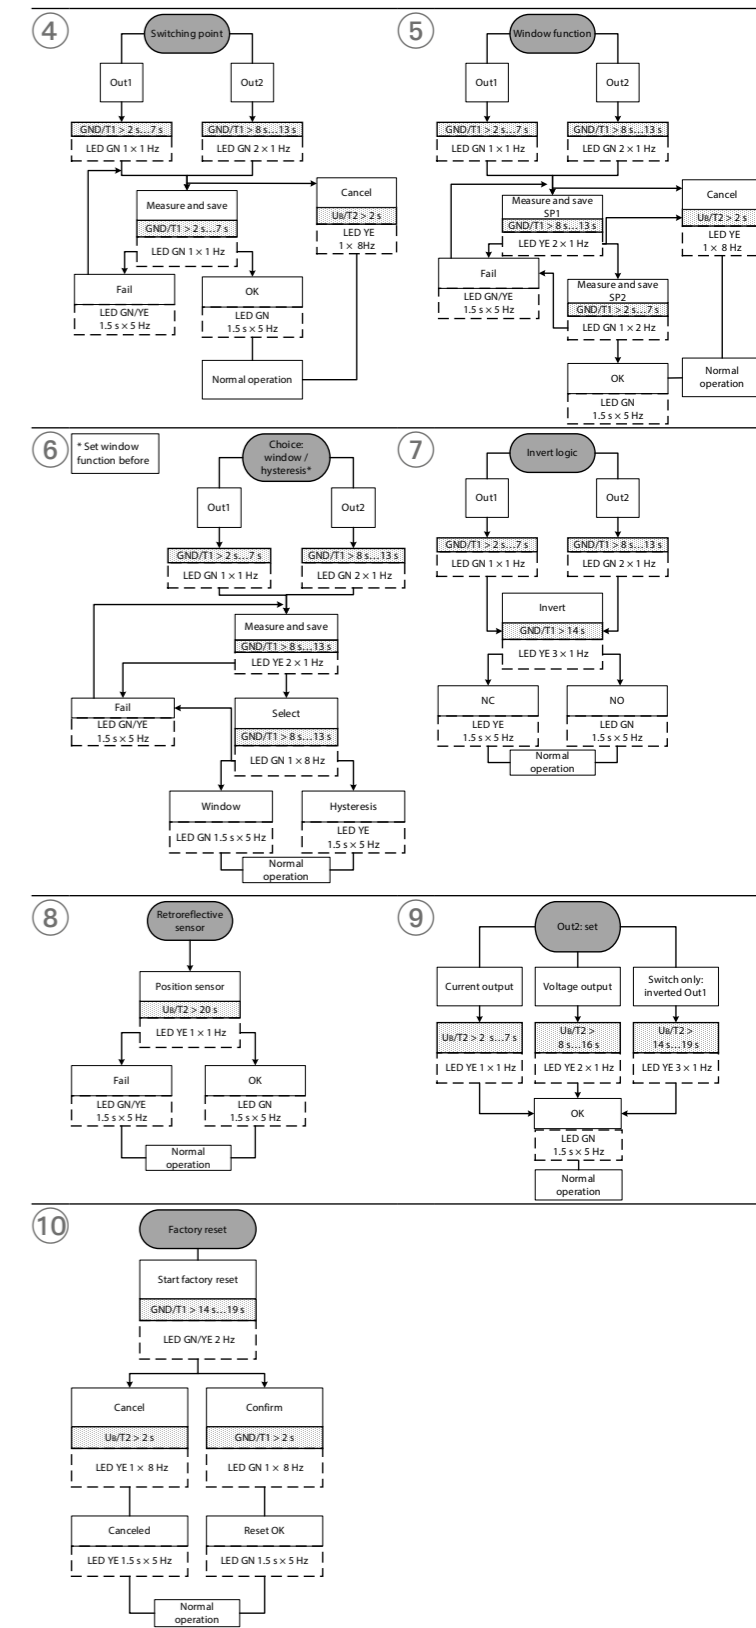 4
Switching point
Out1
Out2
GND/T1 > 2 s…7 s
GND/T1 > 8 s…13 s
LED GN 1 × 1 Hz
LED GN 2 × 1 Hz
Measure and save
GND/T1 > 2 s…7 s
LED GN 1 × 1 Hz
Cancel
UB/T2 > 2 s
LED YE
1 × 8Hz
Fail
LED GN/YE
1.5 s × 5 Hz
OK
LED GN
1.5 s × 5 Hz
Normal operation
5
Window function
Out1
Out2
GND/T1 > 2 s…7 s
GND/T1 > 8 s…13 s
LED GN 1 × 1 Hz
LED GN 2 × 1 Hz
Measure and save
SP1
GND/T1 > 8 s…13 s
LED YE 2 × 1 Hz
Cancel
UB/T2 > 2 s
LED YE
1 × 8 Hz
Fail
LED GN/YE
1.5 s × 5 Hz
Measure and save
SP2
GND/T1 > 2 s…7 s
LED GN 1 × 2 Hz
OK
LED GN
1.5 s × 5 Hz
Normal
operation
6
* Set window
function before
Choice:
window /
hysteresis*
Out1
Out2
GND/T1 > 2 s…7 s
GND/T1 > 8 s…13 s
LED GN 1 × 1 Hz
LED GN 2 × 1 Hz
Measure and save
GND/T1 > 8 s…13 s
LED YE 2 × 1 Hz
Fail
LED GN/YE
1.5 s × 5 Hz
Select
GND/T1 > 8 s…13 s
LED GN 1 × 8 Hz
Window
LED GN 1.5 s × 5 Hz
Hysteresis
LED YE
1.5 s × 5 Hz
Normal
operation
7
Invert logic
Out1
Out2
GND/T1 > 2 s…7 s
GND/T1 > 8 s…13 s
LED GN 1 × 1 Hz
LED GN 2 × 1 Hz
Invert
GND/T1 > 14 s
LED YE 3 × 1 Hz
NC
LED YE
1.5 s × 5 Hz
NO
LED GN
1.5 s × 5 Hz
Normal
operation
8
Retroreflective
sensor
Position sensor
UB/T2 > 20 s
LED YE 1 × 1 Hz
Fail
LED GN/YE
1.5 s × 5 Hz
OK
LED GN
1.5 s × 5 Hz
Normal
operation
9
Out2: set
Current output
UB/T2 > 2 s…7 s
LED YE 1 × 1 Hz
Voltage output
UB/T2 >
8 s…16 s
LED YE 2 × 1 Hz
Switch only:
inverted Out1
UB/T2 >
14 s…19 s
LED YE 3 × 1 Hz
OK
LED GN
1.5 s × 5 Hz
Normal
operation
10
Factory reset
Start factory reset
GND/T1 > 14 s…19 s
LED GN/YE 2 Hz
Cancel
UB/T2 > 2 s
LED YE 1 × 8 Hz
Canceled
LED YE 1.5 s × 5 Hz
Confirm
GND/T1 > 2 s
LED GN 1 × 8 Hz
Reset OK
LED GN 1.5 s × 5 Hz
Normal
operation